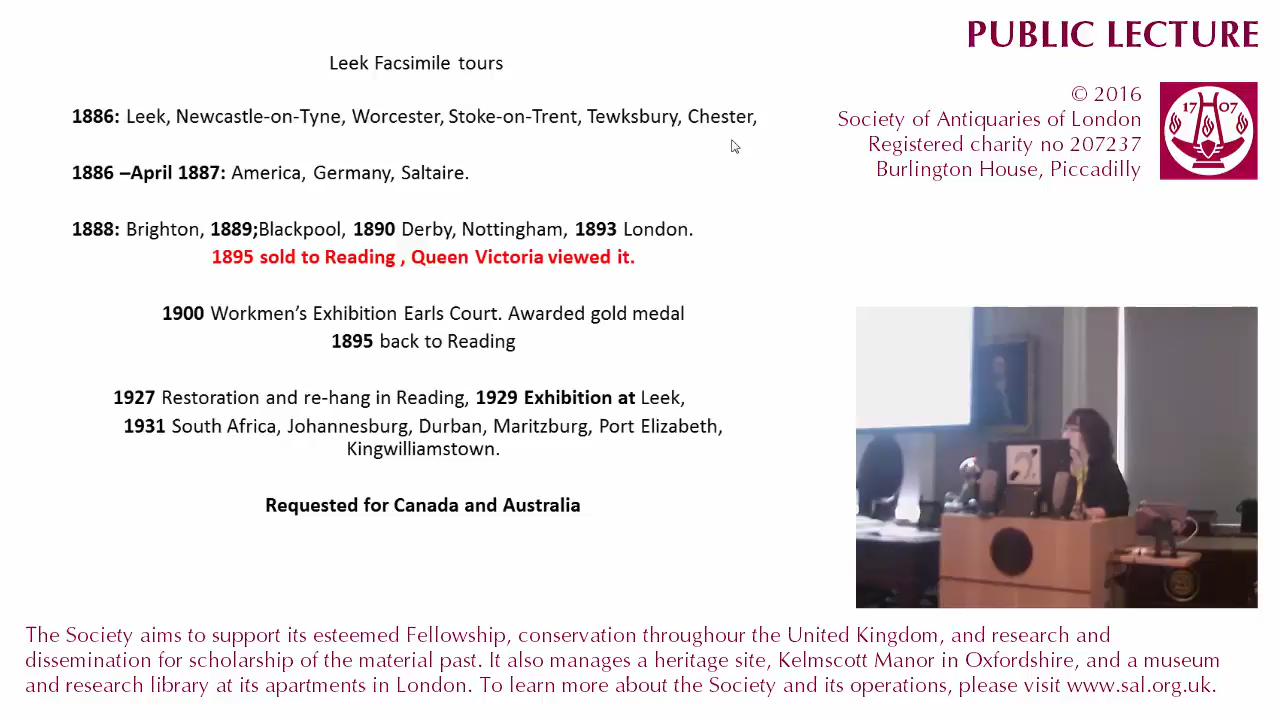 PUBLIC LECTURE
Leek Facsimile tours
1886: Leek, Newcastle-on-Tyne, Worcester, Stoke-on-Trent, Tewksbury, Chester,
1886 –April 1887: America, Germany, Saltaire.
1888: Brighton, 1889;Blackpool, 1890 Derby, Nottingham, 1893 London.
1895 sold to Reading , Queen Victoria viewed it.
1900 Workmen’s Exhibition Earls Court. Awarded gold medal
1895 back to Reading
1927 Restoration and re-hang in Reading, 1929 Exhibition at Leek,
1931 South Africa, Johannesburg, Durban, Maritzburg, Port Elizabeth,
Kingwilliamstown.
Requested for Canada and Australia
© 2016
Society of Antiquaries of London
Registered charity no 207237
Burlington House, Piccadilly
17 07
The Society aims to support its esteemed Fellowship, conservation throughour the United Kingdom, and research and
dissemination for scholarship of the material past. It also manages a heritage site, Kelmscott Manor in Oxfordshire, and a museum
and research library at its apartments in London. To learn more about the Society and its operations, please visit www.sal.org.uk.